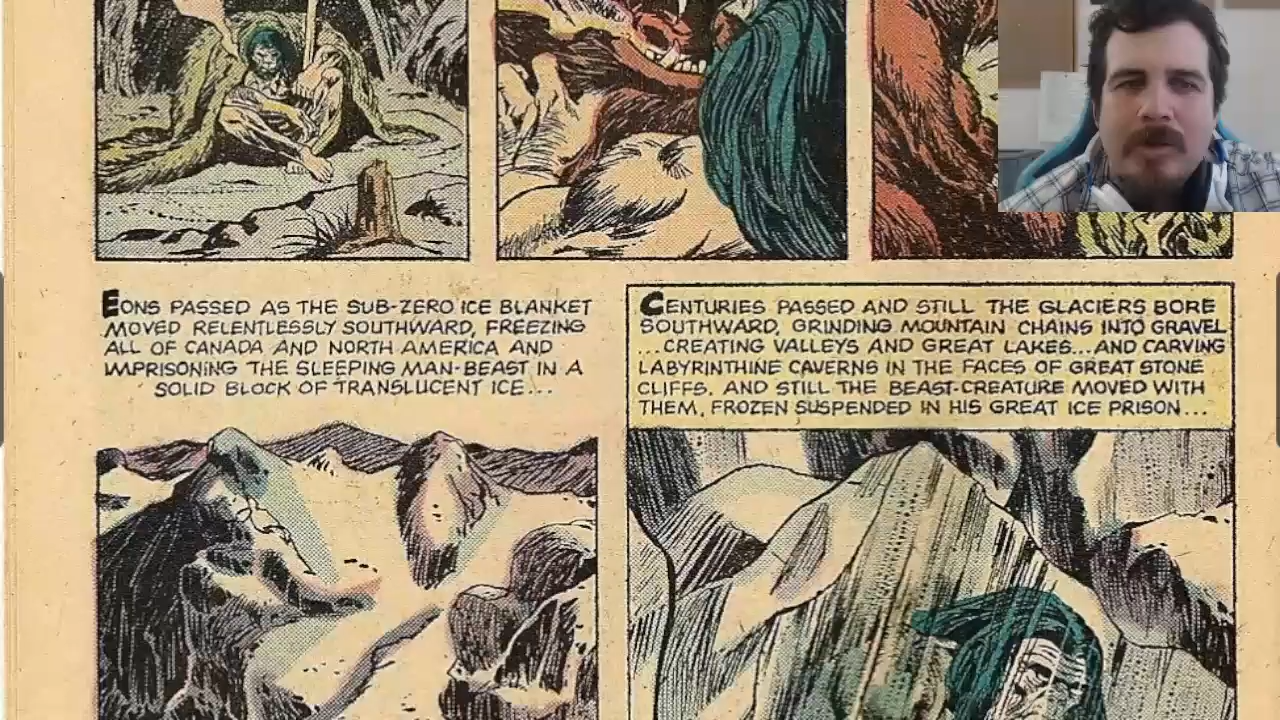 EONS PASSED AS THE SUB-ZERO ICE BLANKET
MOVED RELENTLESSLY SOUTHWARD, FREEZING
ALL OF CANADA AND NORTH AMERICA AND
IMPRISONING THE SLEEPING MAN-BEAST IN A
SOLID BLOCK OF TRANSLUCENT ICE...
CENTURIES PASSED AND STILL THE GLACIERS BORE
SOUTHWARD, GRINDING MOUNTAIN CHAINS INTO GRAVEL
...CREATING VALLEYS AND GREAT LAKES...AND CARVING
LABYRINTHINE CAVERNS IN THE FACES OF GREAT STONE
CLIFFS. AND STILL THE BEAST-CREATURE MOVED WITH
THEM, FROZEN SUSPENDED IN HIS GREAT ICE PRISON...